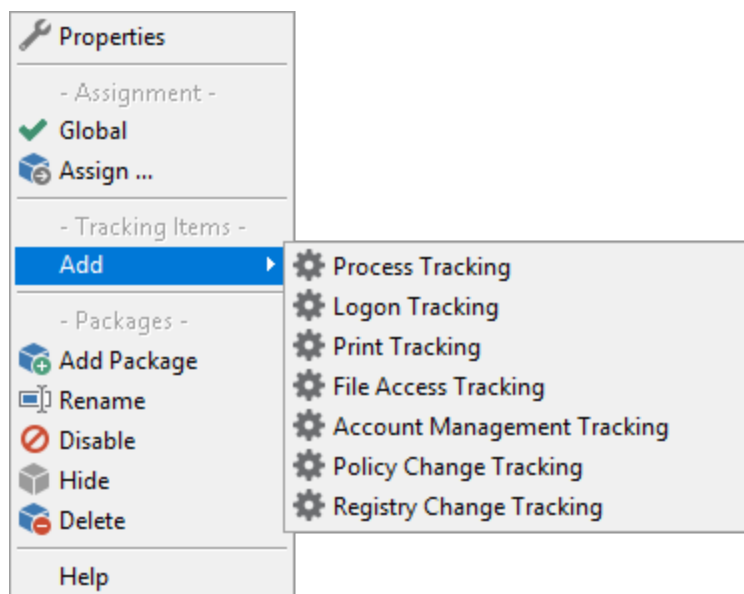 Properties
- Assignment -
Global
Assign ...
- Tracking Items -
Add
- Packages -
Add Package
Rename
Disable
Hide
Delete
Help
Process Tracking
Logon Tracking
Print Tracking
File Access Tracking
Account Management Tracking
Policy Change Tracking
Registry Change Tracking